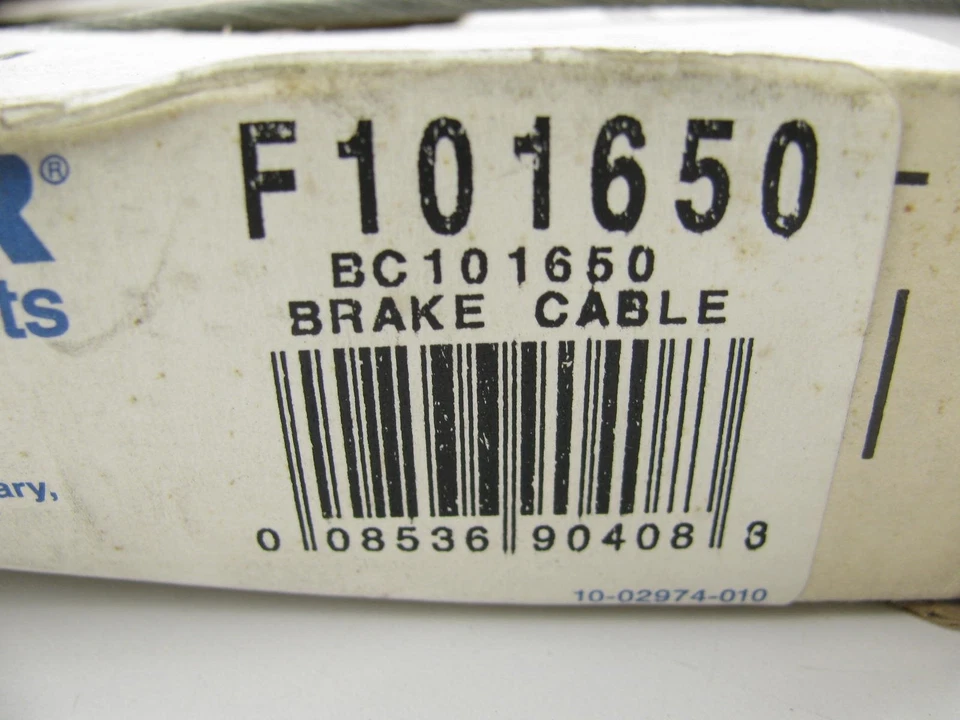 F101650
BC101650
BRAKE CABLE
R®
ts
ary,
0 08536 90408 3
10-02974-010